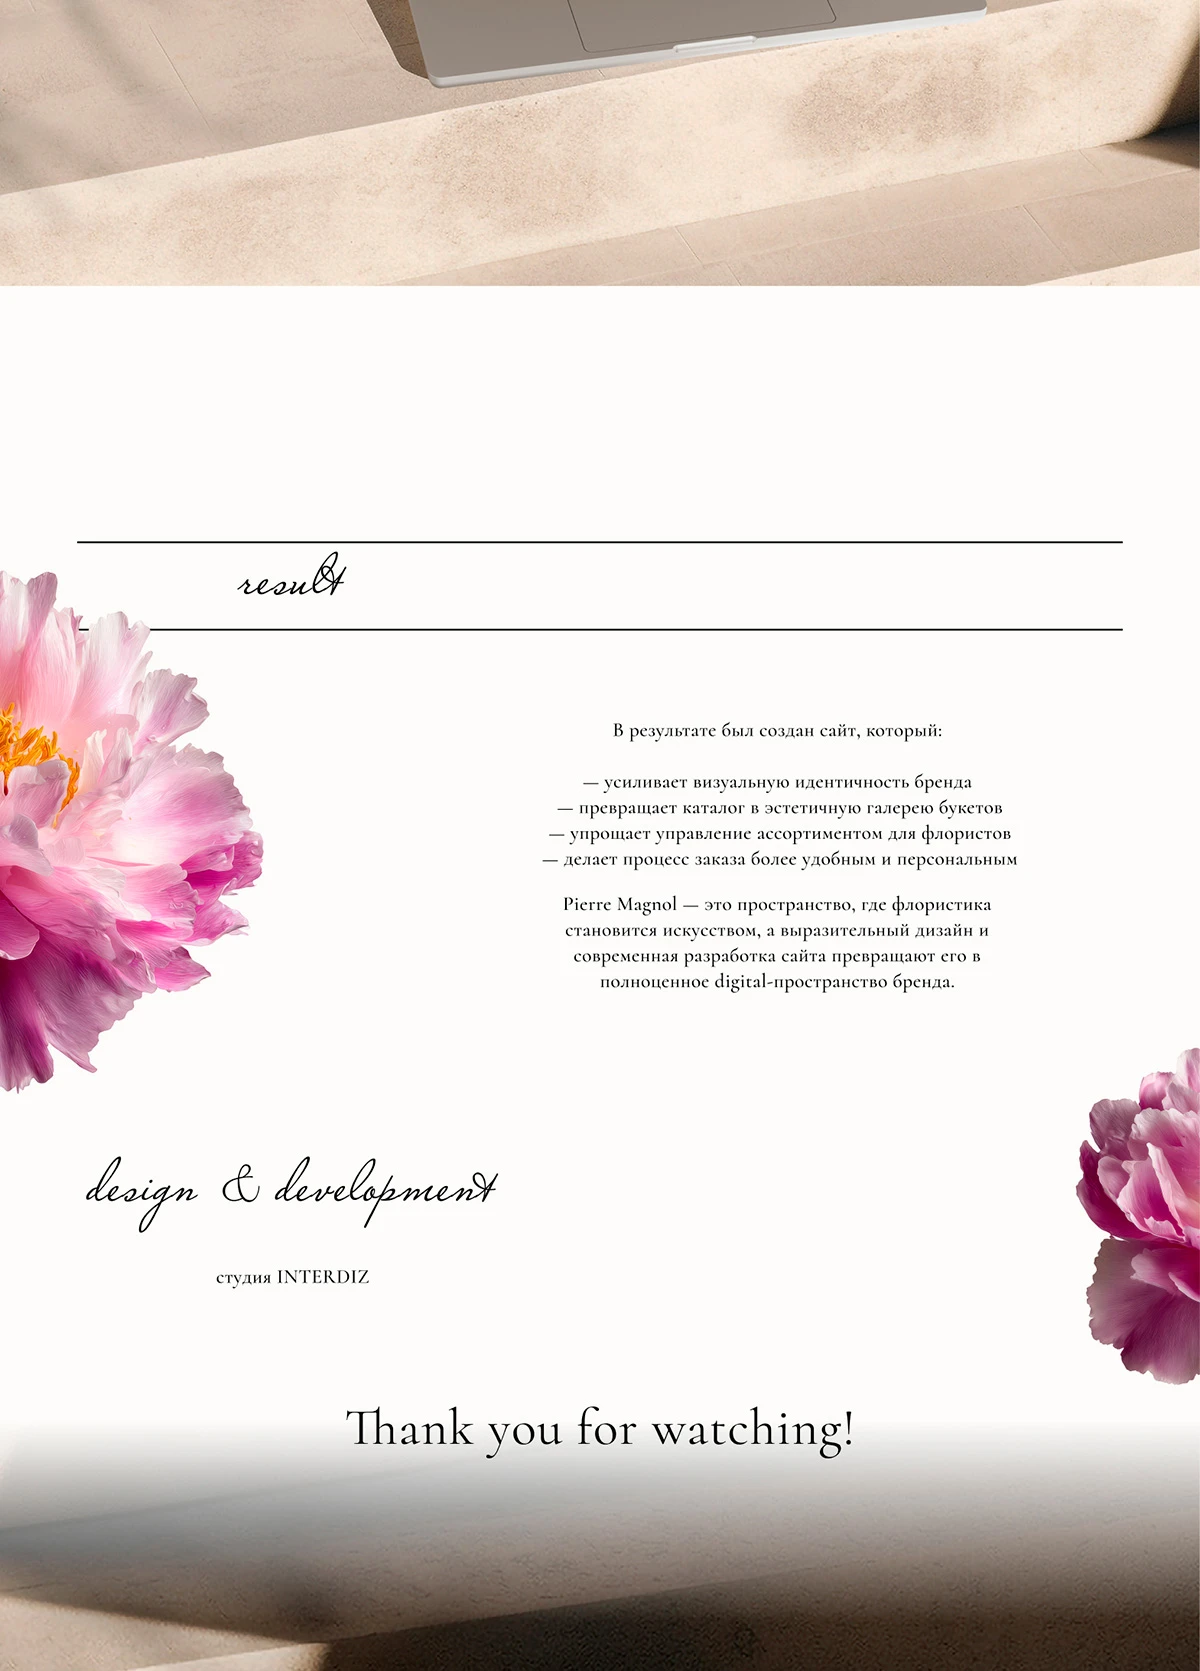 result
В результате был создан сайт, который:
— усиливает визуальную идентичность бренда
— превращает каталог в эстетичную галерею букетов
— упрощает управление ассортиментом для флористов
— делает процесс заказа более удобным и персональным
Pierre Magnol — это пространство, где флористика
становится искусством, а выразительный дизайн и
современная разработка сайта превращают его в
полноценное digital-пространство бренда.
design & development
студия INTERDIZ
Thank you for watching!